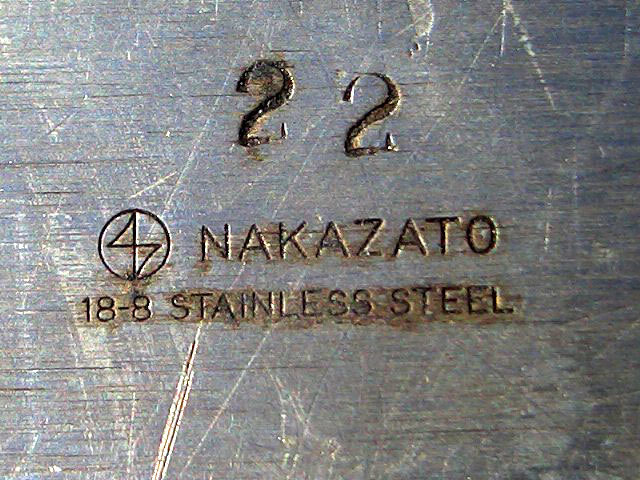 22
NAKAZATO
18-8 STAINLESS STEEL